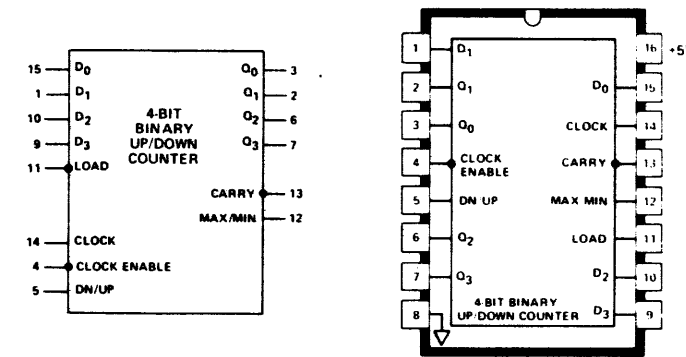 15 D0 Q0 3
1 D1 Q1 2
10 D2 Q2 6
9 D3 Q3 7
4-BIT
BINARY
UP/DOWN
COUNTER
11 LOAD
CARRY 13
MAX/MIN 12
14 CLOCK
4 CLOCK ENABLE
5 DN/UP
1 D1 16 +5
2 Q1 D0 15
3 Q0 CLOCK 14
4 CLOCK ENABLE CARRY 13
5 DN UP MAX MIN 12
6 Q2 LOAD 11
7 Q3 D2 10
4-BIT BINARY
UP/DOWN COUNTER
8 D3 9